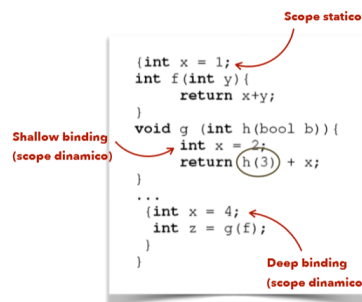 Scope statico
{int x = 1;
int f(int y){
return x+y;
}
void g (int h(bool b)){
Shallow binding
(scope dinamico)
int x = 2;
return h(3) + x;
}
...
{int x = 4;
int z = g(f);
}
}
Deep binding
(scope dinamico